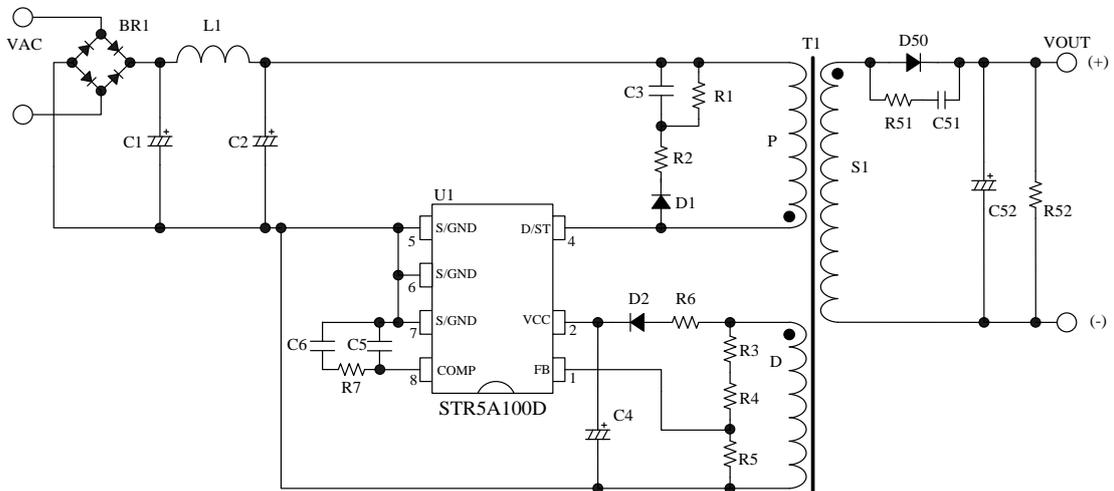 BR1
L1
T1
D50
VOUT
VAC
(+)
C3
R1
R51
C51
C1
C2
P
R2
S1
U1
D1
C52
R52
S/GND
D/ST
5
4
S/GND
6
D2
R6
S/GND
VCC
(-)
7
2
C6
C5
R3
D
COMP
FB
R7
8
1
R4
STR5A100D
C4
R5
+
+
+
+